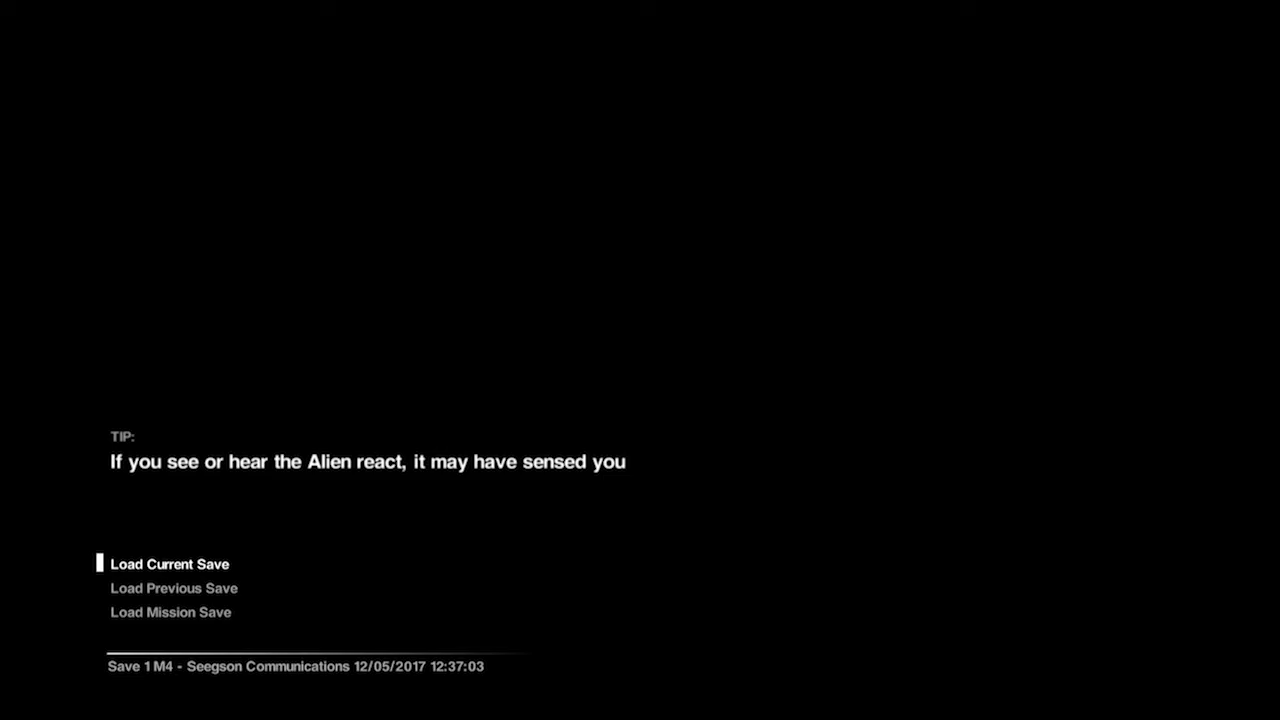 TIP:
If you see or hear the Alien react, it may have sensed you
Load Current Save
Load Previous Save
Load Mission Save
Save 1 M4 - Seegson Communications 12/05/2017 12:37:03